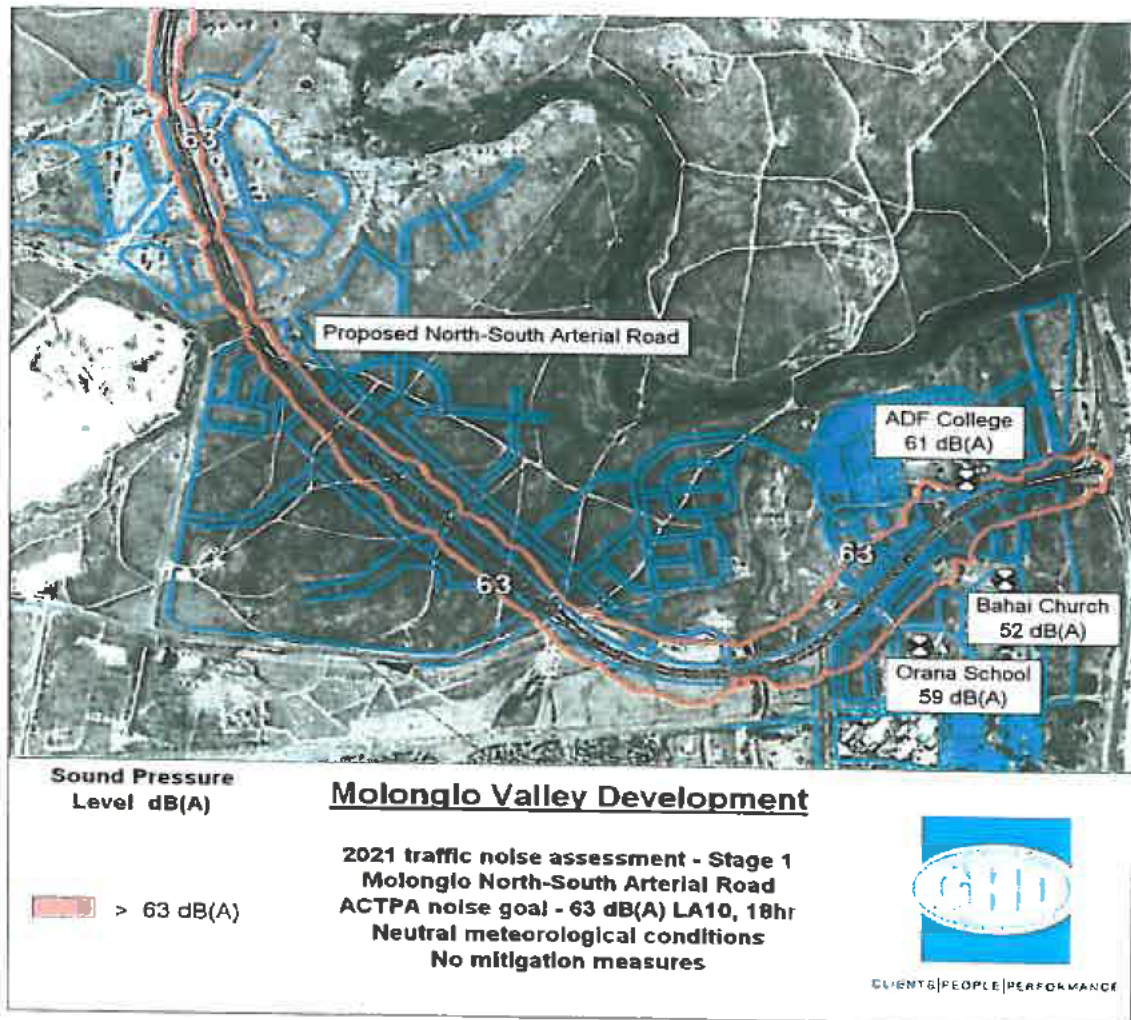 63
Proposed North-South Arterial Road
ADF College
61 dB(A)
63
63
Bahai Church
52 dB(A)
Orana School
59 dB(A)
Sound Pressure
Level dB(A)
> 63 dB(A)
Molonglo Valley Development
2021 traffic noise assessment - Stage 1
Molonglo North-South Arterial Road
ACTPA noise goal - 63 dB(A) LA10, 18hr
Neutral meteorological conditions
No mitigation measures
GHD
CLIENTS|PEOPLE|PERFORMANCE